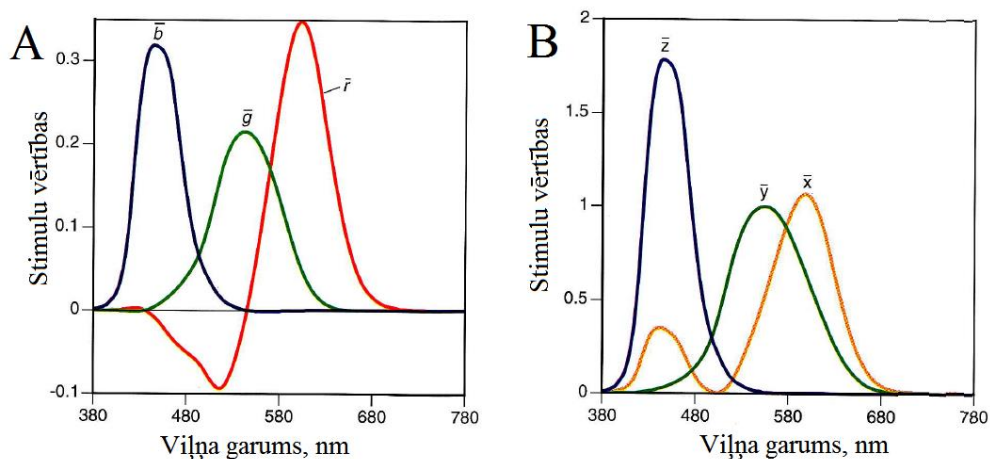 A
Stimulu vērtības
0.3
0.2
0.1
0
-0.1
b̄
ḡ
r̄
380 480 580 680 780
Viļņa garums, nm
B
Stimulu vērtības
2
1.5
1
0.5
0
z̄
ȳ
x̄
380 480 580 680 780
Viļņa garums, nm